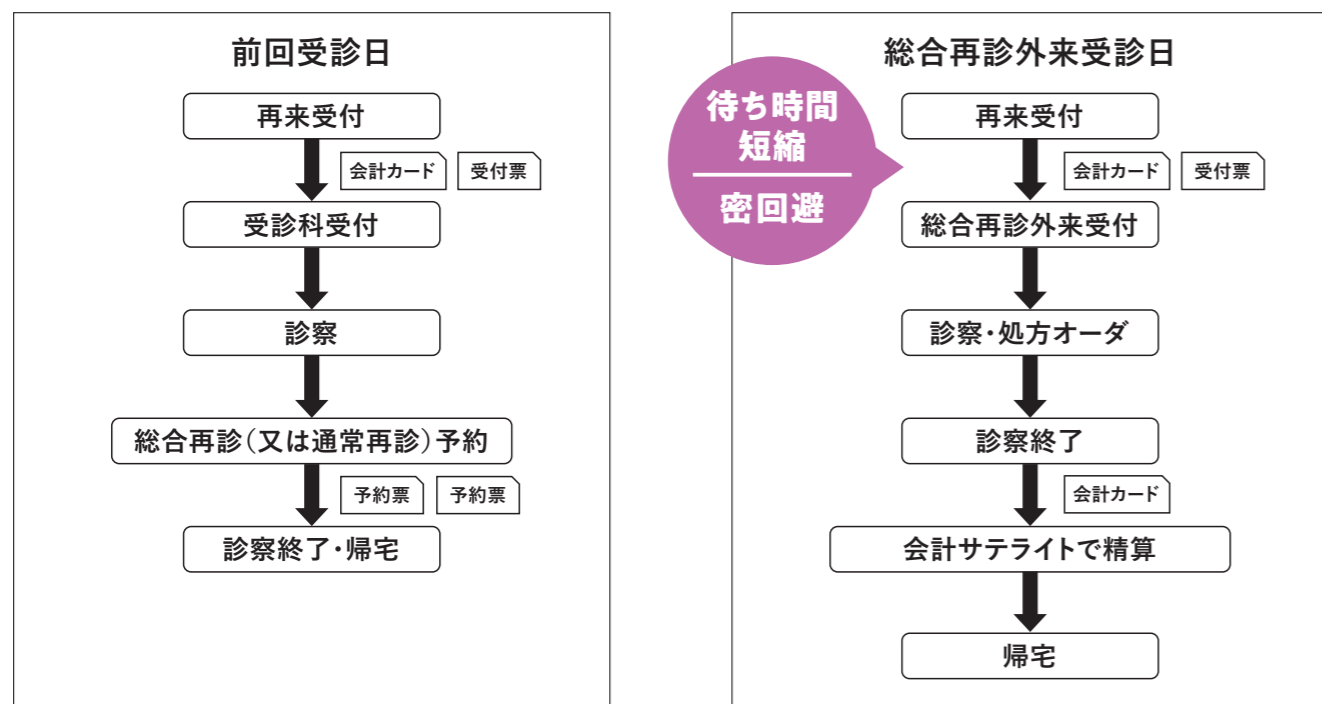 前回受診日
再来受付
会計カード 受付票
受診科受付
診察
総合再診(又は通常再診)予約
予約票 予約票
診察終了・帰宅
待ち時間
短縮
密回避
総合再診外来受診日
再来受付
会計カード 受付票
総合再診外来受付
診察・処方オーダ
診察終了
会計カード
会計サテライトで精算
帰宅